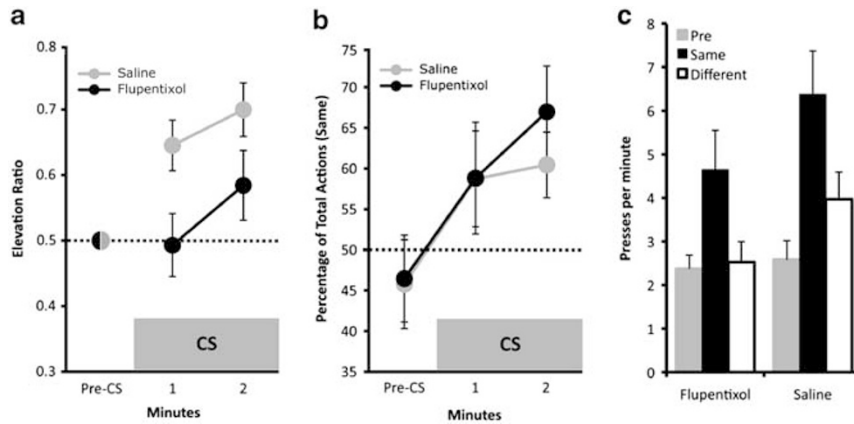 a
0.8
0.7
0.6
0.5
0.4
0.3
Elevation Ratio
Saline
Flupentixol
CS
Pre-CS 1 2
Minutes
b
75
70
65
60
55
50
45
40
35
Percentage of Total Actions (Same)
Saline
Flupentixol
CS
Pre-CS 1 2
Minutes
c
8
7
6
5
4
3
2
1
0
Presses per minute
Pre
Same
Different
Flupentixol Saline